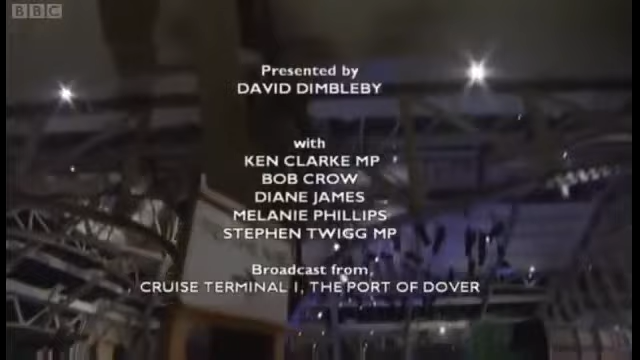 BBC
Presented by
DAVID DIMBLEBY
with
KEN CLARKE MP
BOB CROW
DIANE JAMES
MELANIE PHILLIPS
STEPHEN TWIGG MP
Broadcast from
CRUISE TERMINAL 1, THE PORT OF DOVER